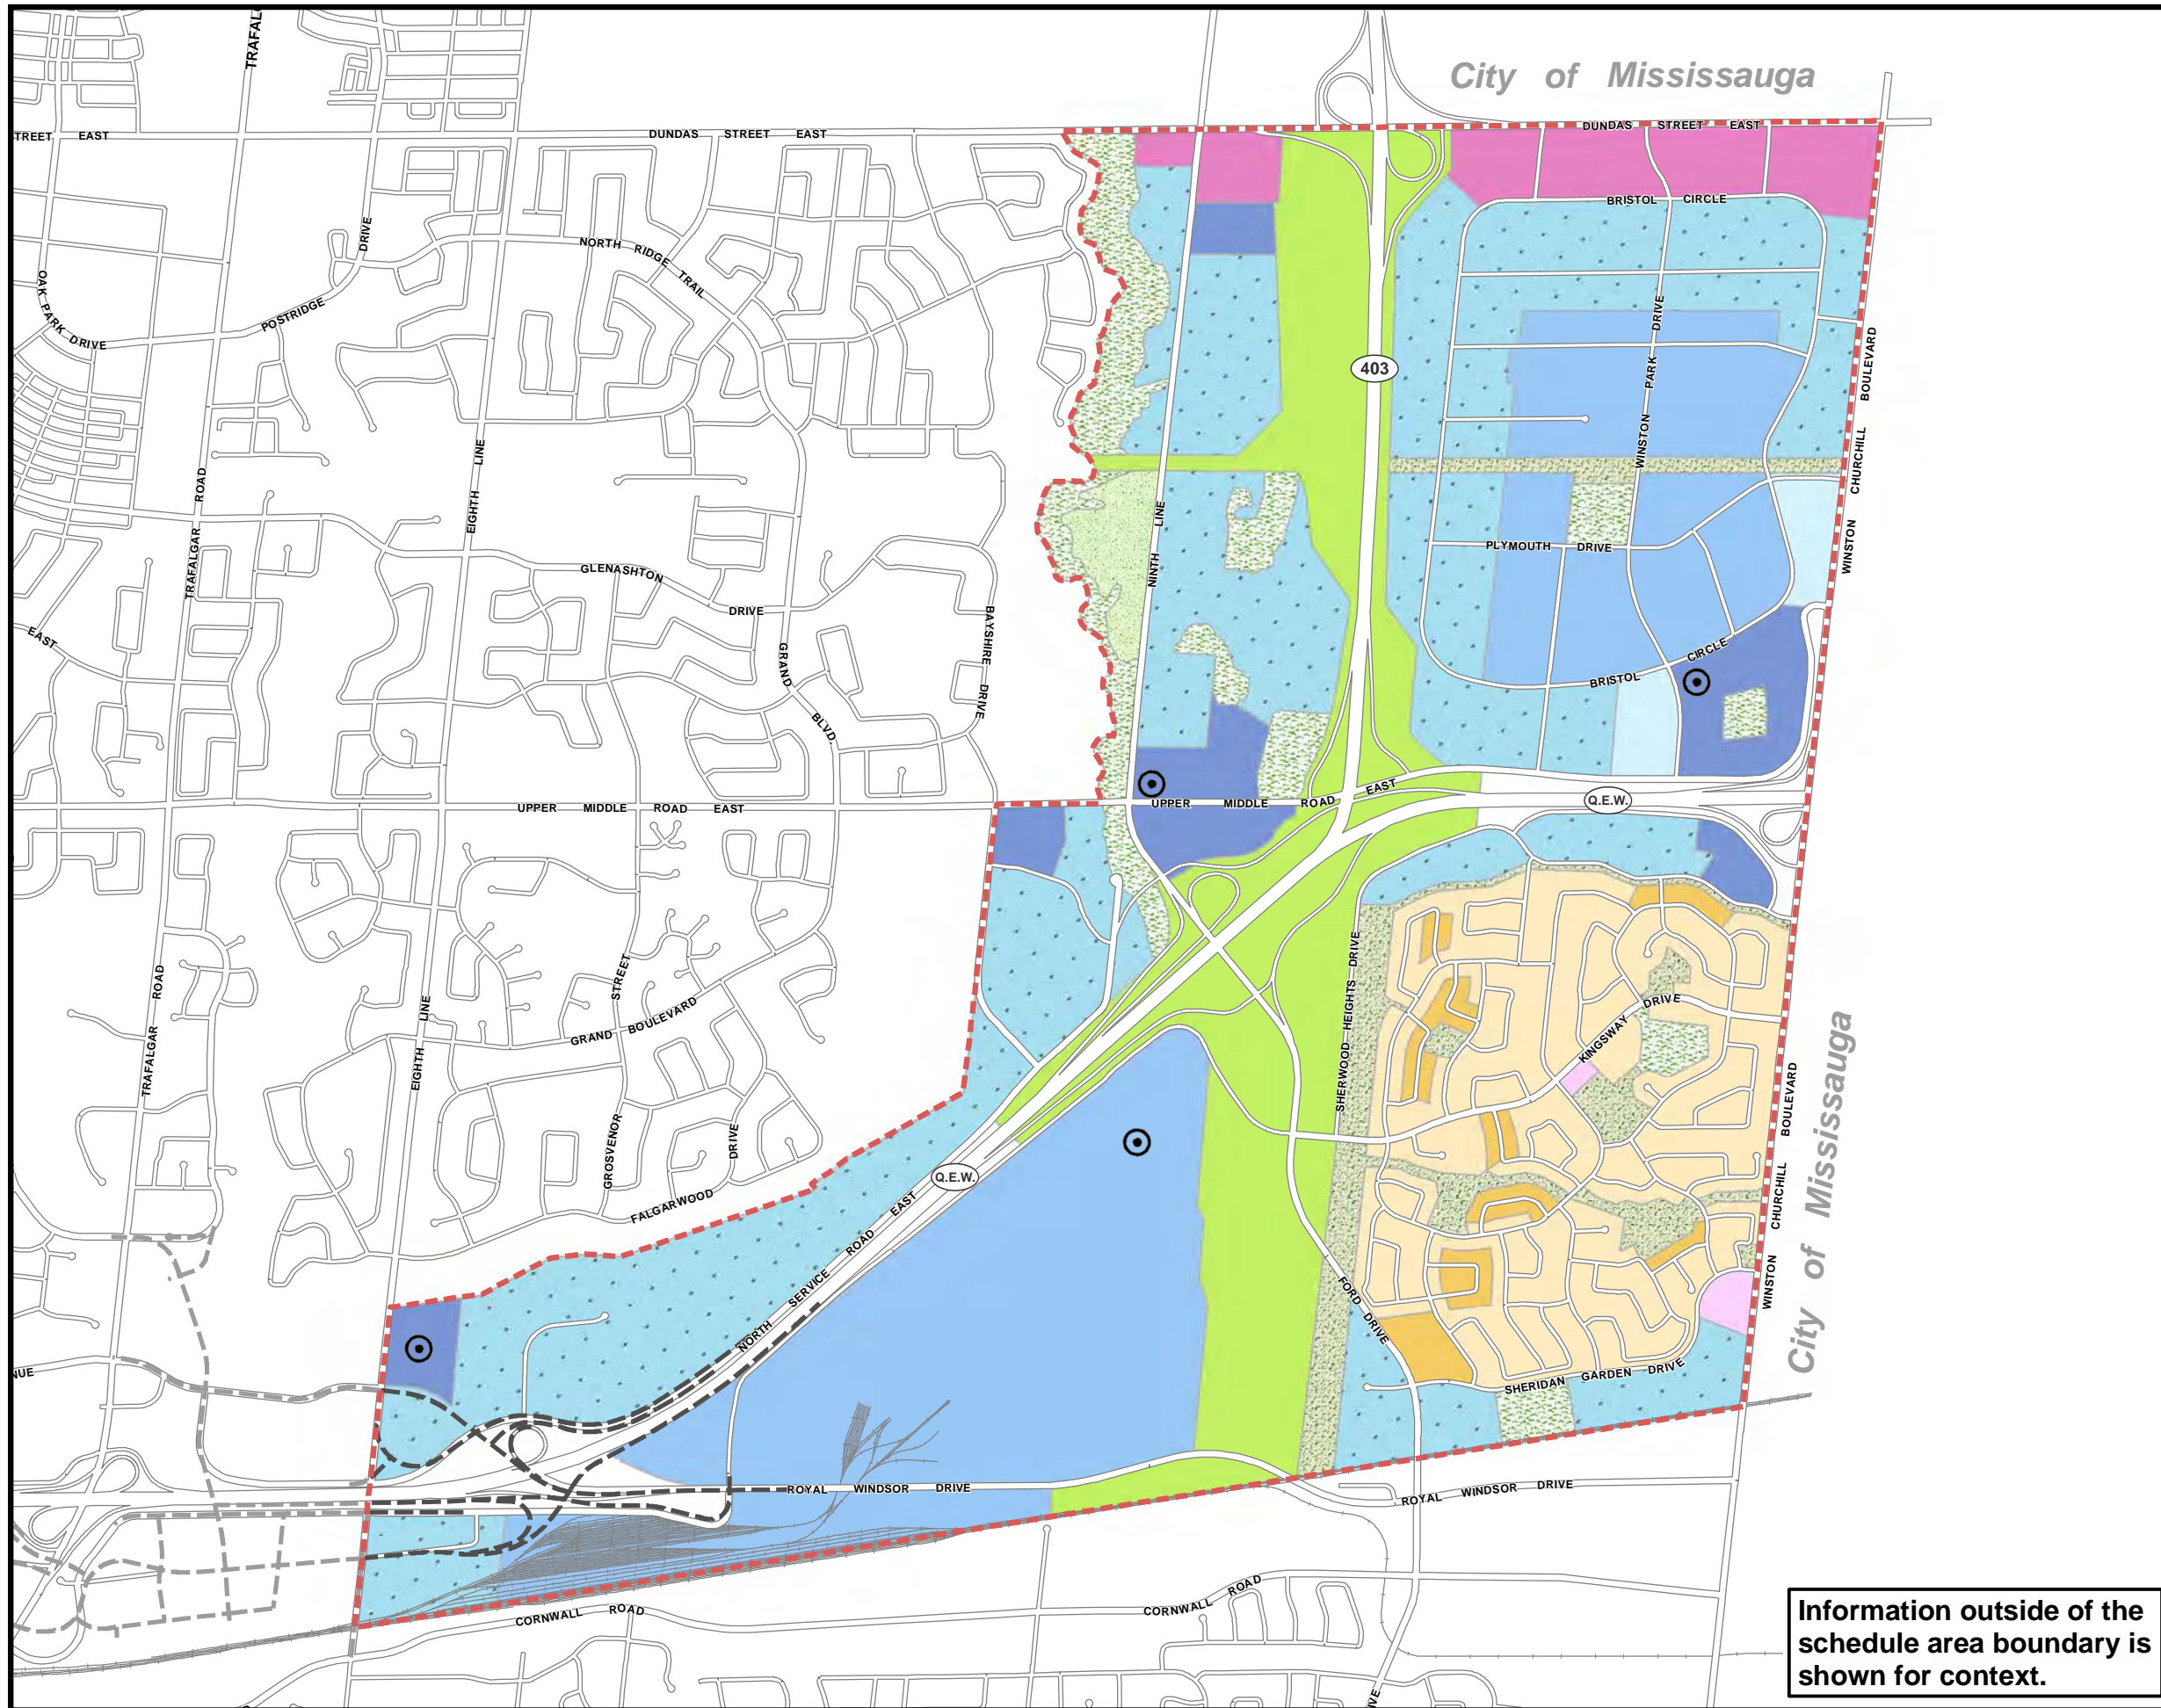 TRAFAL
City of Mississauga
TREET EAST
DUNDAS STREET EAST
DUNDAS STREET EAST
BRISTOL CIRCLE
DRIVE
NORTH RIDGE TRAIL
OAK PARK DRIVE
POSTRIDGE
WINSTON PARK DRIVE
403
WINSTON CHURCHILL BOULEVARD
EIGHTH LINE
TRAFALGAR ROAD
NINTH LINE
PLYMOUTH DRIVE
GLENASHTON DRIVE
EAST
BAYSHIRE DRIVE
GRAND BLVD.
BRISTOL CIRCLE
UPPER MIDDLE ROAD EAST
UPPER MIDDLE ROAD EAST
Q.E.W.
SHERWOOD HEIGHTS DRIVE
KINGSWAY DRIVE
TRAFALGAR ROAD
EIGHTH LINE
GRAND BOULEVARD
GROSVENOR STREET
DRIVE
FALGARWOOD
Q.E.W.
NORTH SERVICE ROAD EAST
WINSTON CHURCHILL BOULEVARD
City of Mississauga
FORD DRIVE
SHERIDAN GARDEN DRIVE
NUE
ROYAL WINDSOR DRIVE
ROYAL WINDSOR DRIVE
CORNWALL ROAD
CORNWALL ROAD
IVE
Information outside of the
schedule area boundary is
shown for context.